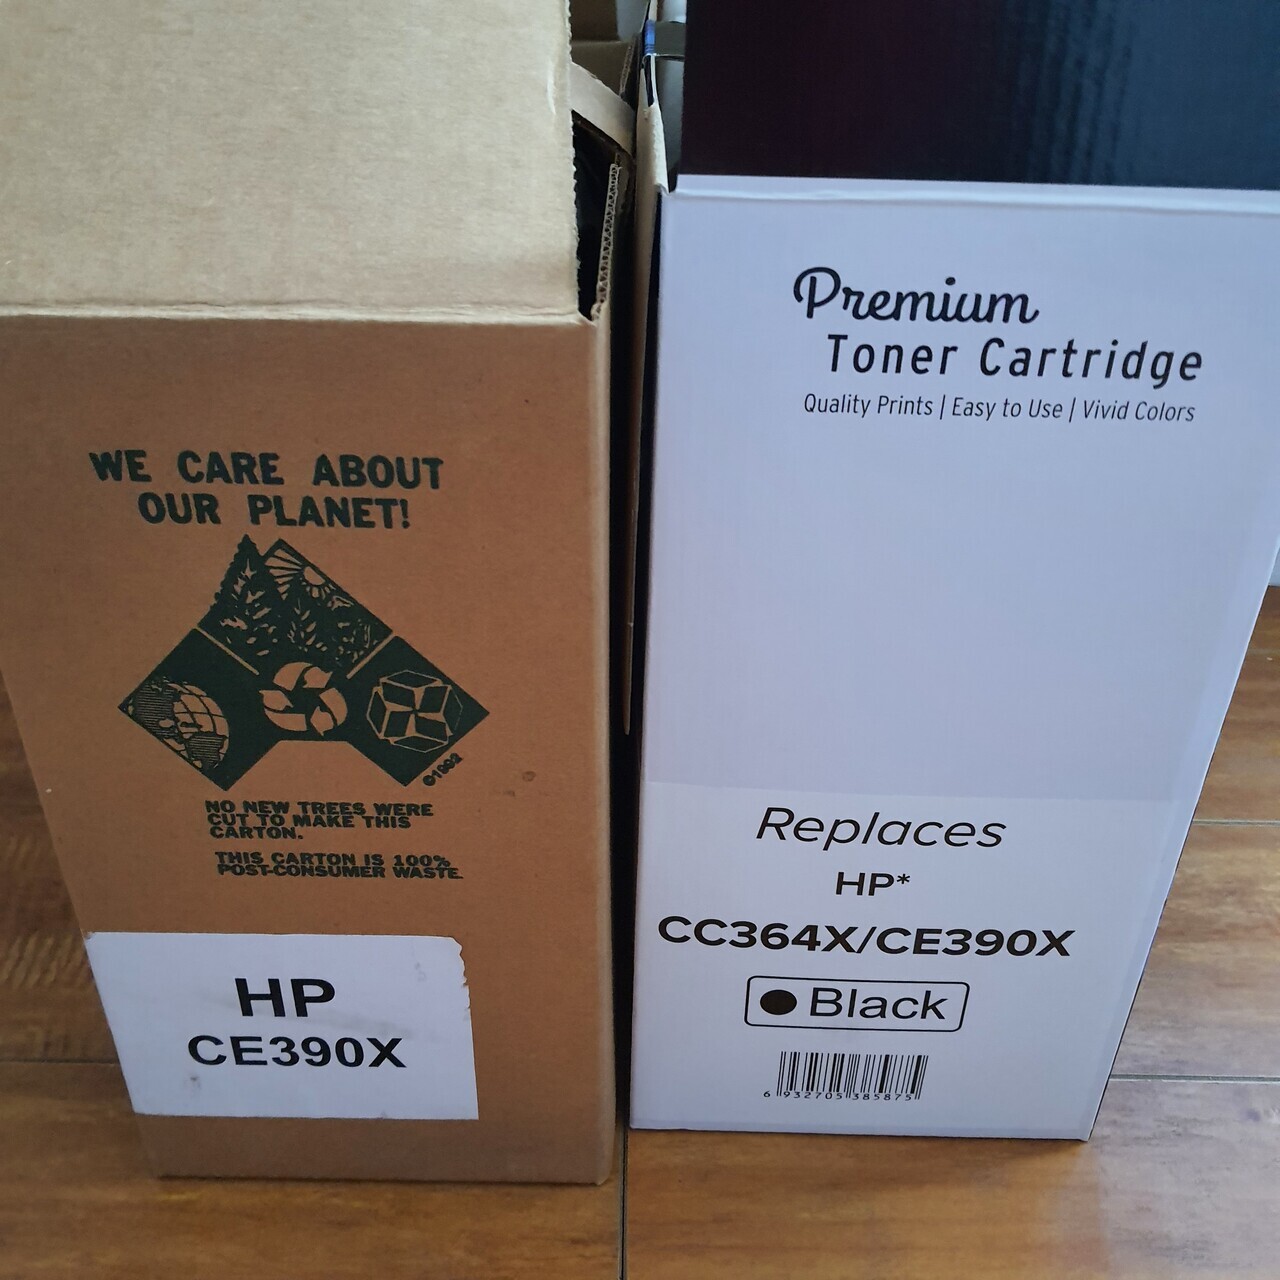 WE CARE ABOUT
OUR PLANET!
©1992
NO NEW TREES WERE
CUT TO MAKE THIS
CARTON.
THIS CARTON IS 100%
POST-CONSUMER WASTE.
HP
CE390X
Premium
Toner Cartridge
Quality Prints | Easy to Use | Vivid Colors
Replaces
HP*
CC364X/CE390X
Black
6 932705 385875